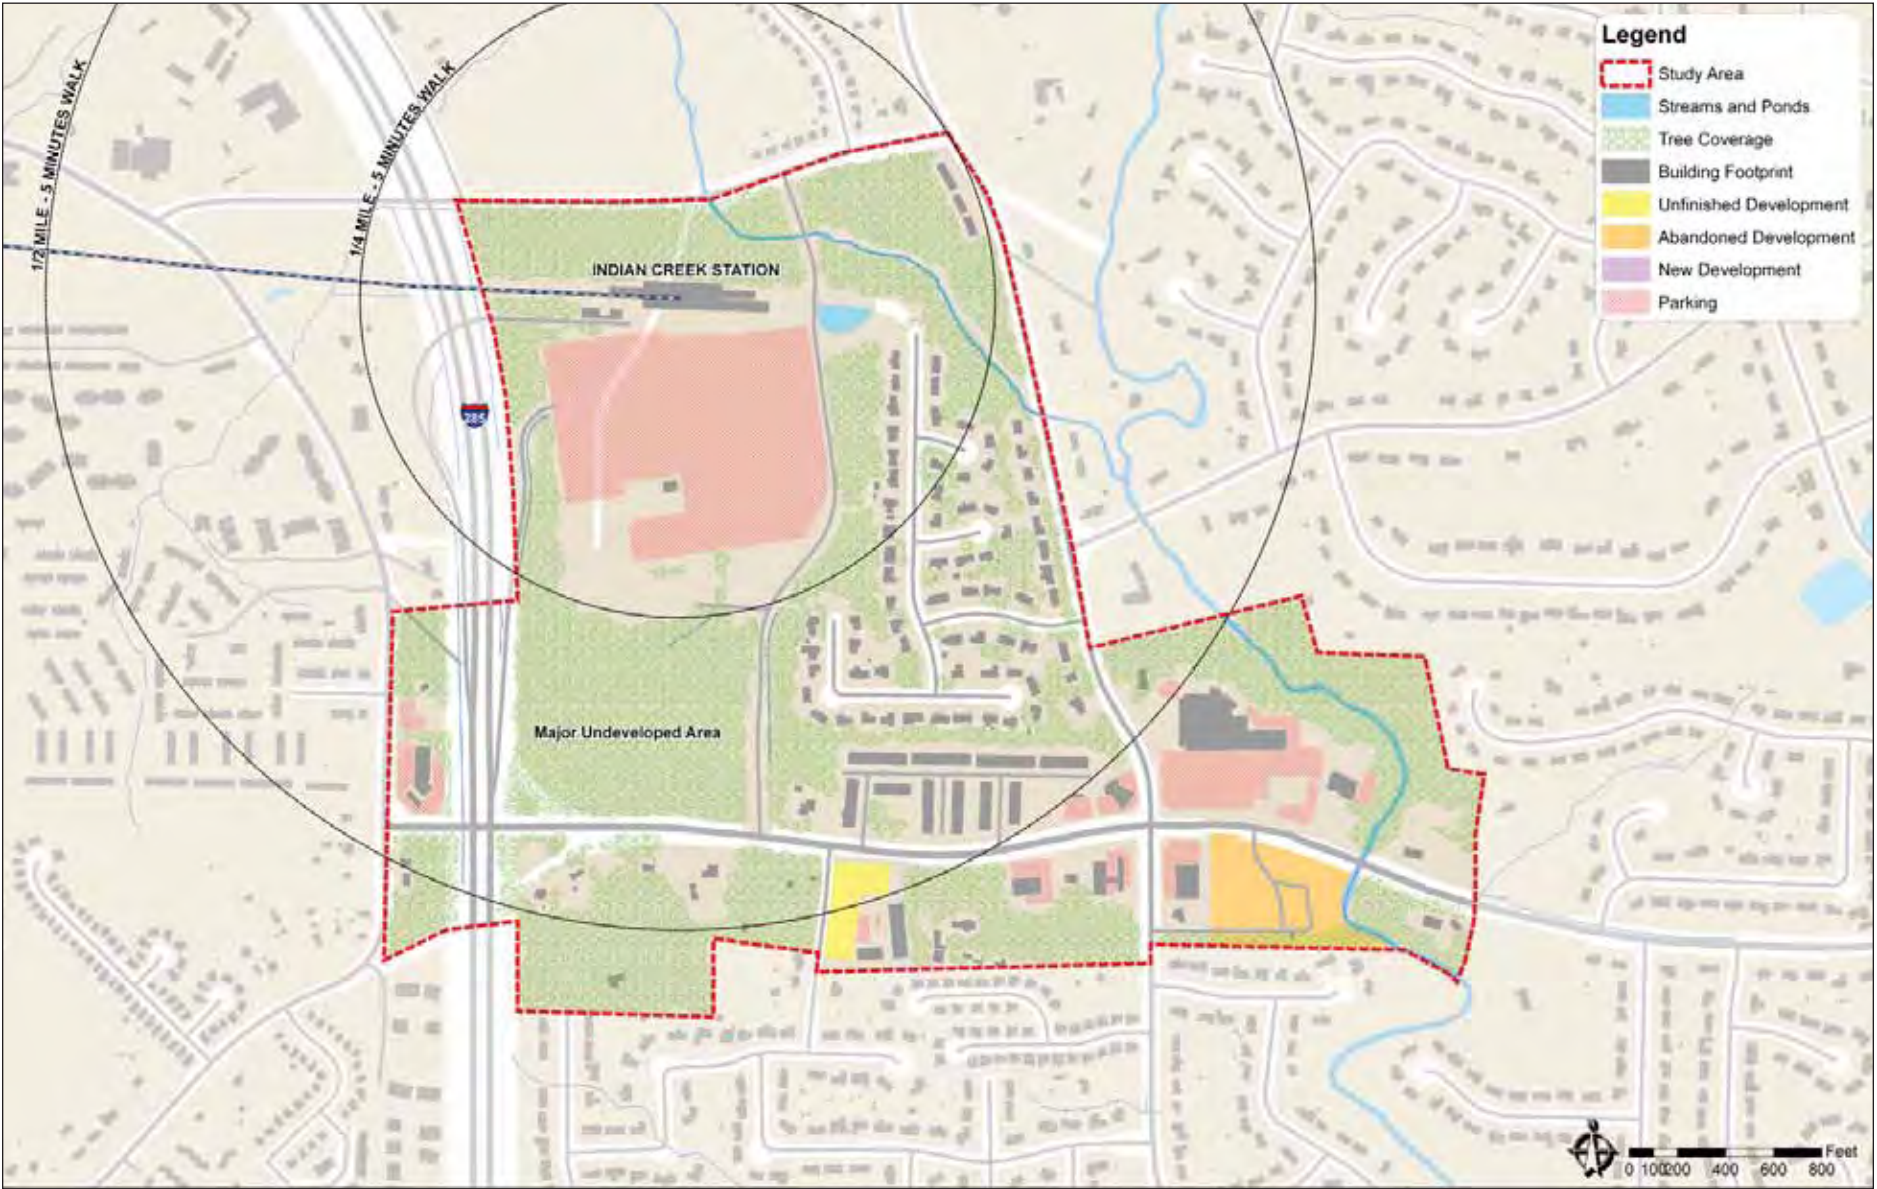 Legend
Study Area
Streams and Ponds
Tree Coverage
Building Footprint
Unfinished Development
Abandoned Development
New Development
Parking
1/2 MILE - 5 MINUTES WALK
1/4 MILE - 5 MINUTES WALK
INDIAN CREEK STATION
285
Major Undeveloped Area
Feet
0 100200 400 600 800